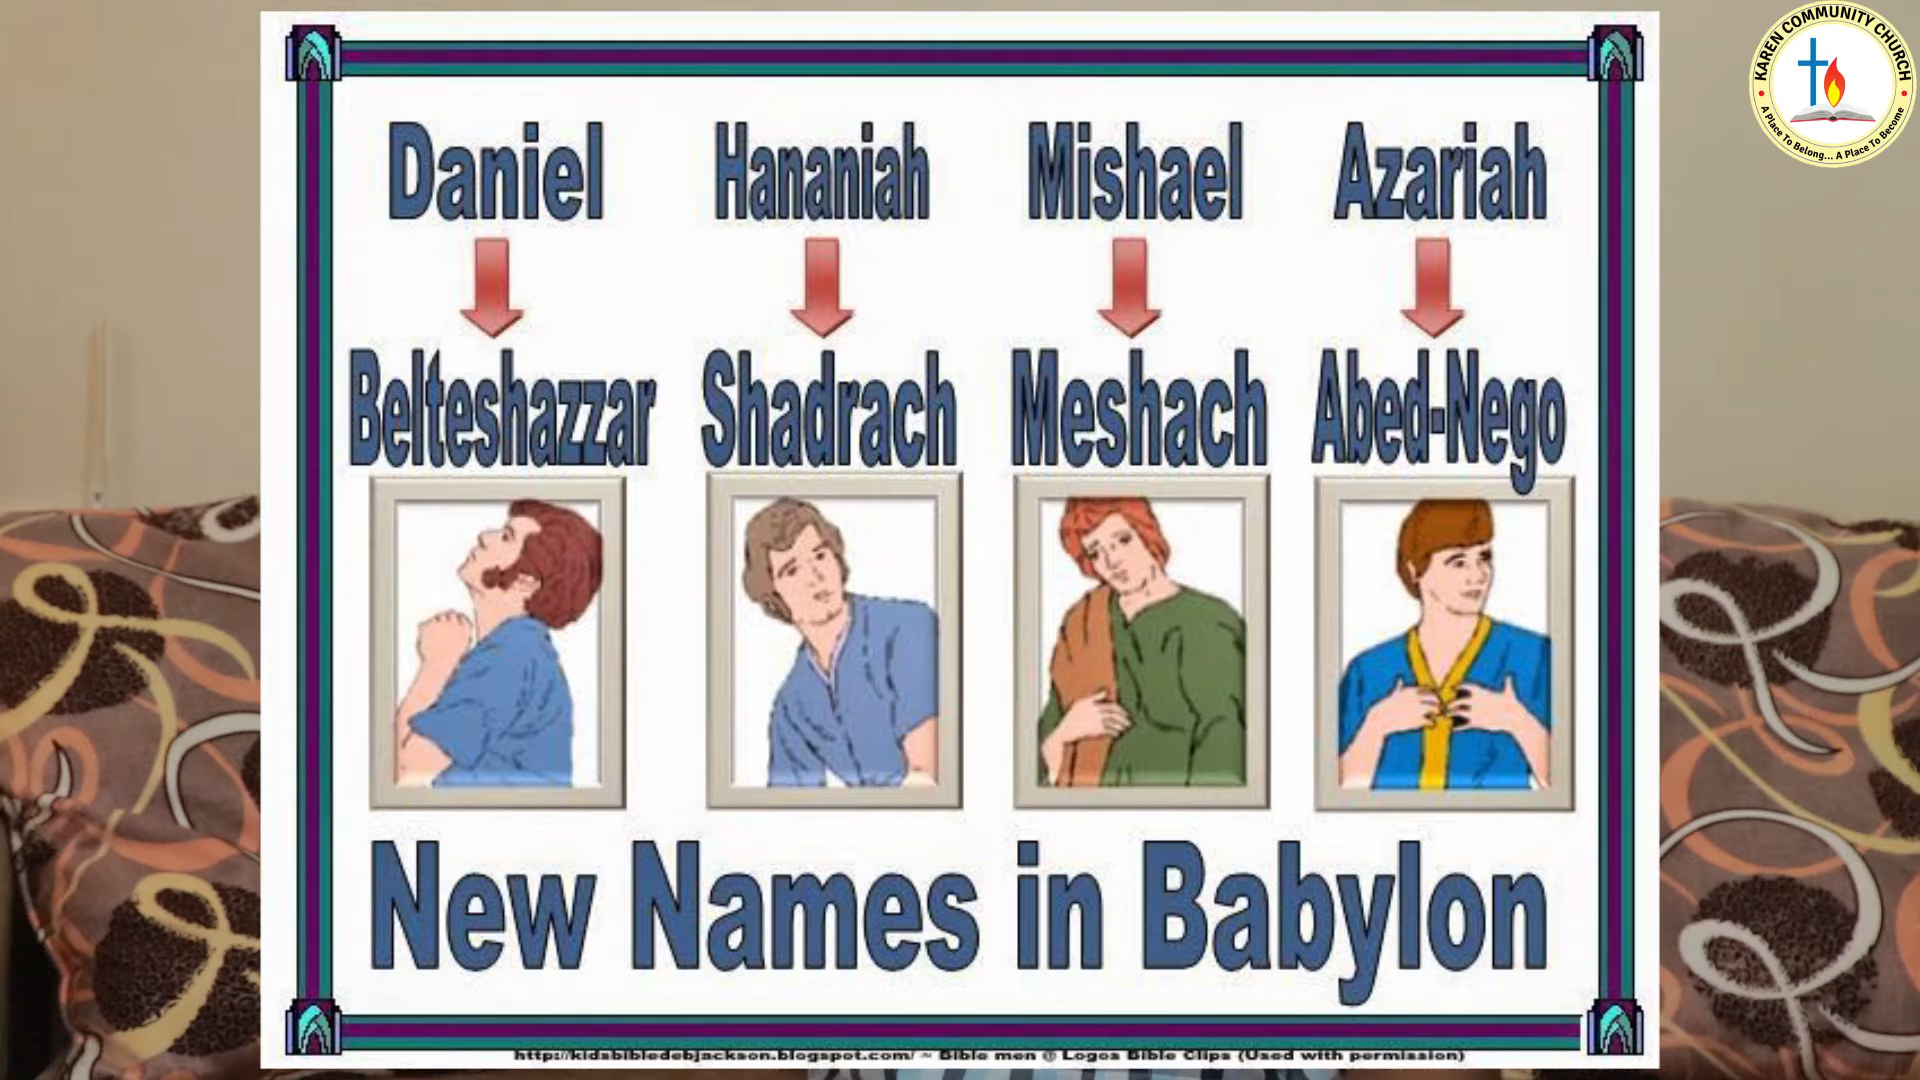 KAREN COMMUNITY CHURCH
A Place To Belong... A Place To Become
Daniel Hananiah Mishael Azariah
Belteshazzar Shadrach Meshach Abed-Nego
New Names in Babylon
http://kidsbibledebjackson.blogspot.com/ ~ Bible men @ Logos Bible Clips (Used with permission)